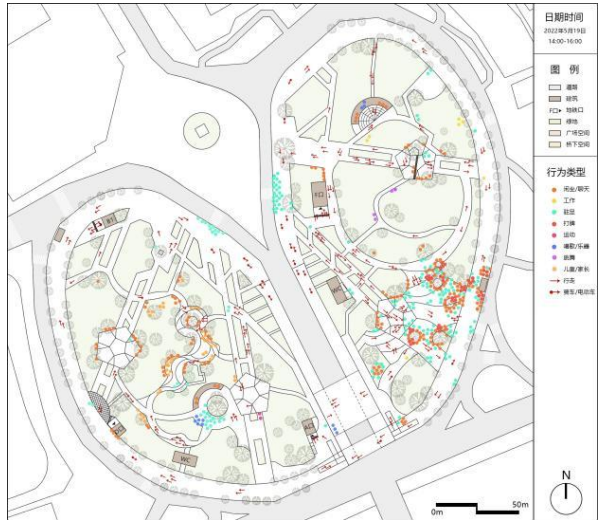 日期时间
2022年5月19日
14:00-16:00
图 例
道路
建筑
地铁口
绿地
广场空间
桥下空间
行为类型
闲坐/聊天
工作
驻足
打牌
运动
唱歌/乐器
跳舞
儿童/家长
行走
骑车/电动车
WC
WC
N
0m
50m